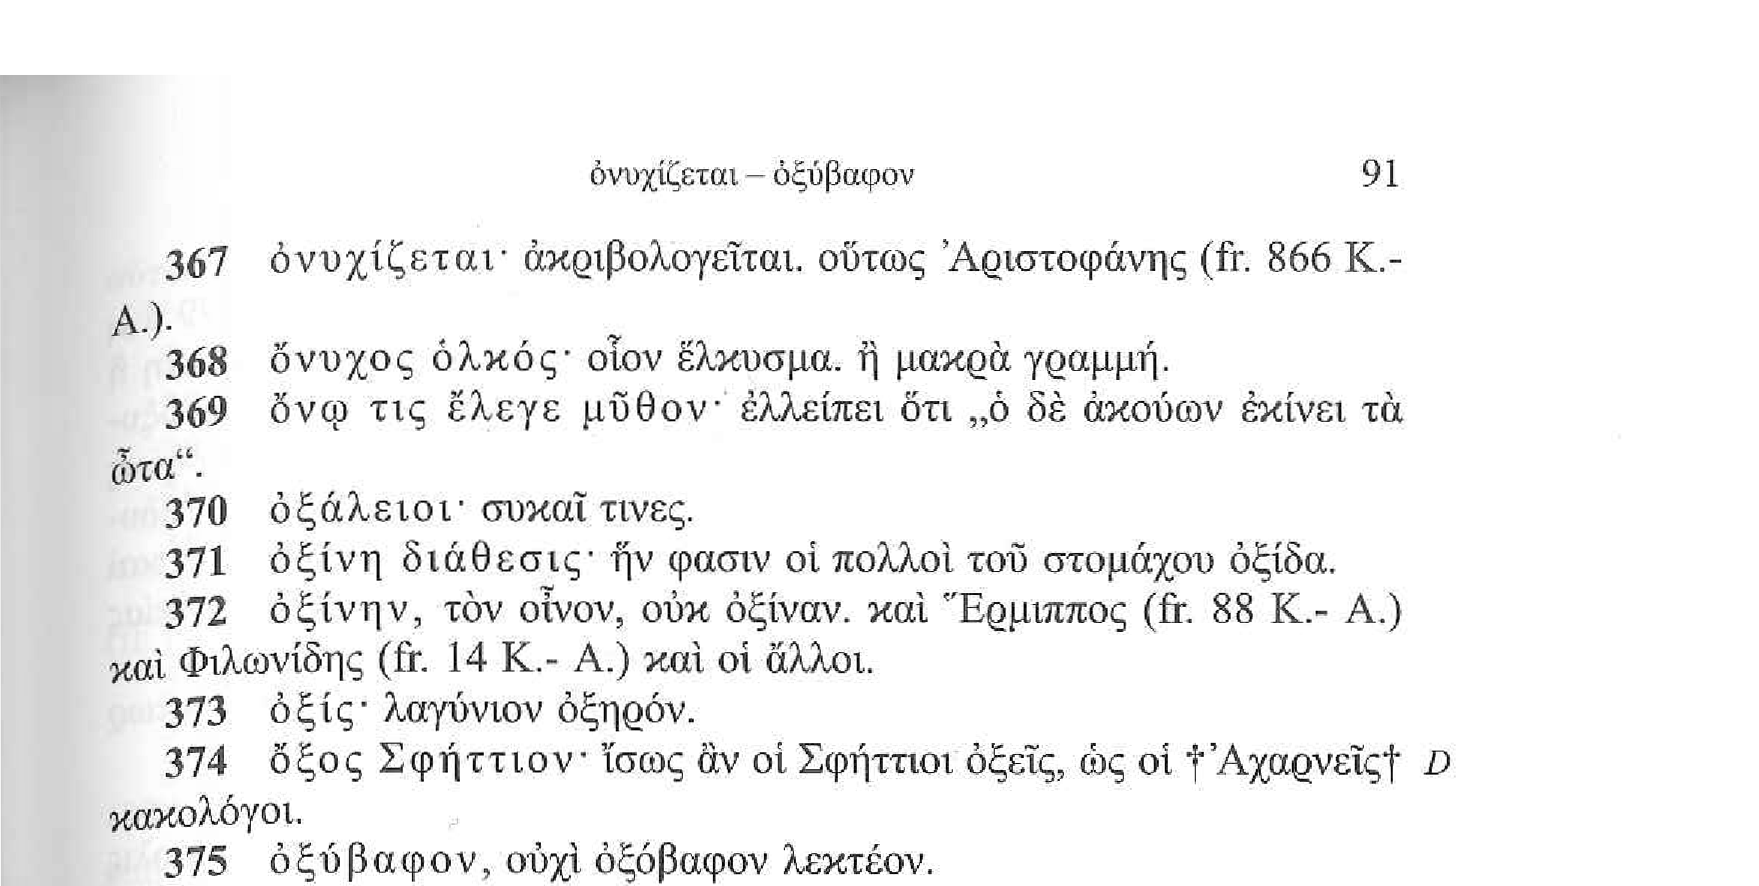 ὀνυχίζεται – ὀξύβαφον 91
367 ὀνυχίζεται· ἀκριβολογεῖται. οὕτως Ἀριστοφάνης (fr. 866 K.-
A.).
368 ὄνυχος ὁλκός· οἷον ἕλκυσμα. ἢ μακρὰ γραμμή.
369 ὄνῳ τις ἔλεγε μῦθον· ἐλλείπει ὅτι „ὁ δὲ ἀκούων ἐκίνει τὰ
ὦτα“.
370 ὀξάλειοι· συκαῖ τινες.
371 ὀξίνη διάθεσις· ἥν φασιν οἱ πολλοὶ τοῦ στομάχου ὀξίδα.
372 ὀξίνην, τὸν οἶνον, οὐκ ὀξίναν. καὶ Ἕρμιππος (fr. 88 K.- A.)
καὶ Φιλωνίδης (fr. 14 K.- A.) καὶ οἱ ἄλλοι.
373 ὀξίς· λαγύνιον ὀξηρόν.
374 ὄξος Σφήττιον· ἴσως ἂν οἱ Σφήττιοι ὀξεῖς, ὡς οἱ †Ἀχαρνεῖς† D
κακολόγοι.
375 ὀξύβαφον, οὐχὶ ὀξόβαφον λεκτέον.